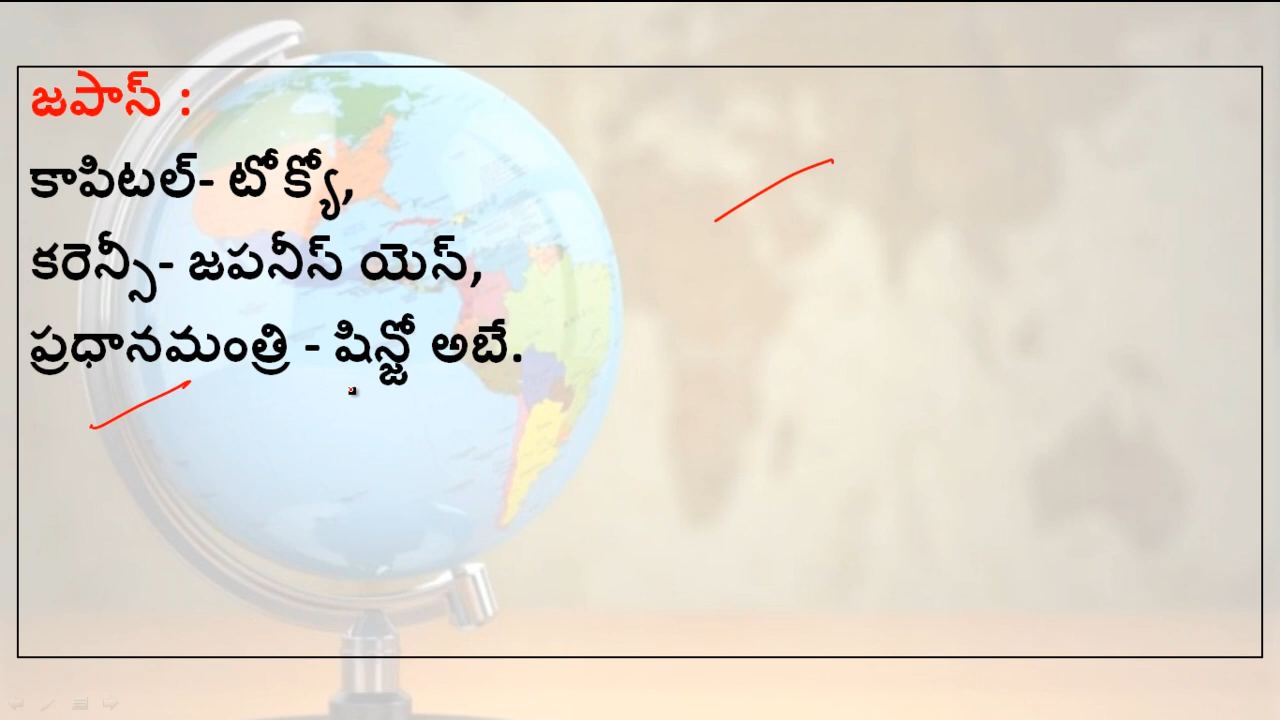 జపాన్ :
కాపిటల్- టోక్యో,
కరెన్సీ- జపనీస్ యెన్,
ప్రధానమంత్రి - షిన్జో అబే.